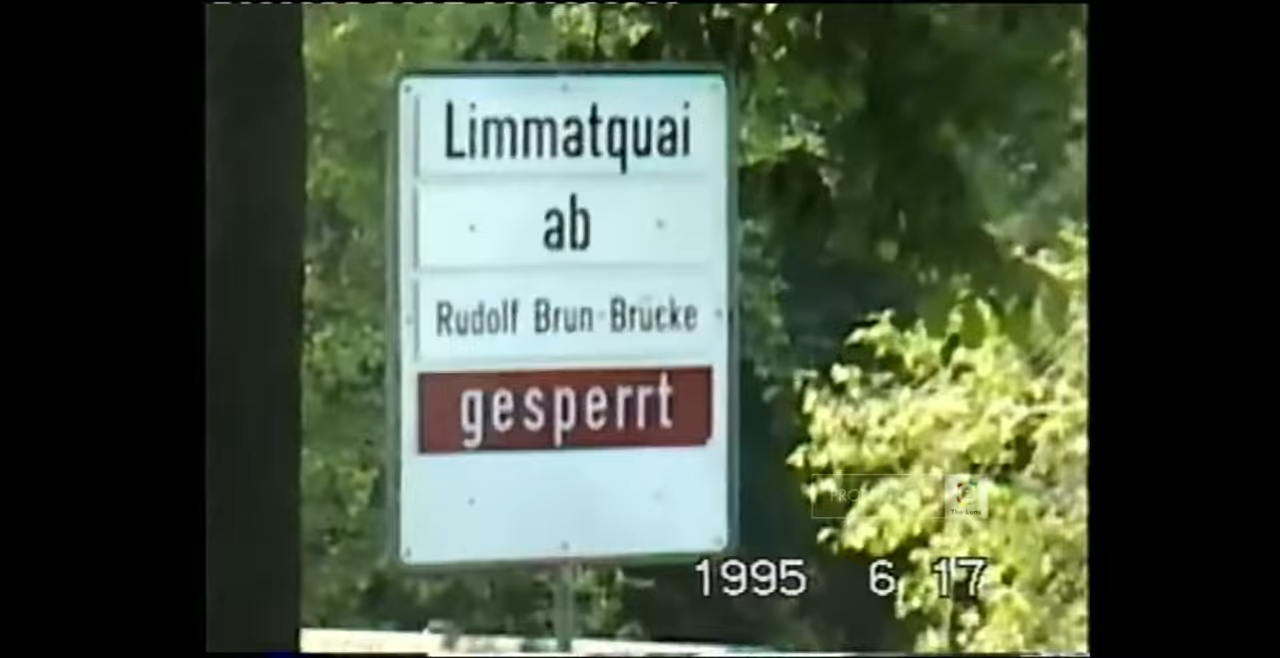 Limmatquai
ab
Rudolf Brun-Brücke
gesperrt
1995 6 17